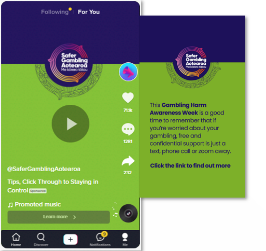 Following For You
Safer
Gambling
Aotearoa
@SaferGamblingAotearoa
Tips, Click Through to Staying in
Control
Promoted music
Learn more
Home
Discover
Notifications
Me
Safer
Gambling
Aotearoa
This Gambling Harm
Awareness Week is a good
time to remember that if
you're worried about your
gambling, free and
confidential support is just a
text, phone call or zoom away.
Click the link to find out more